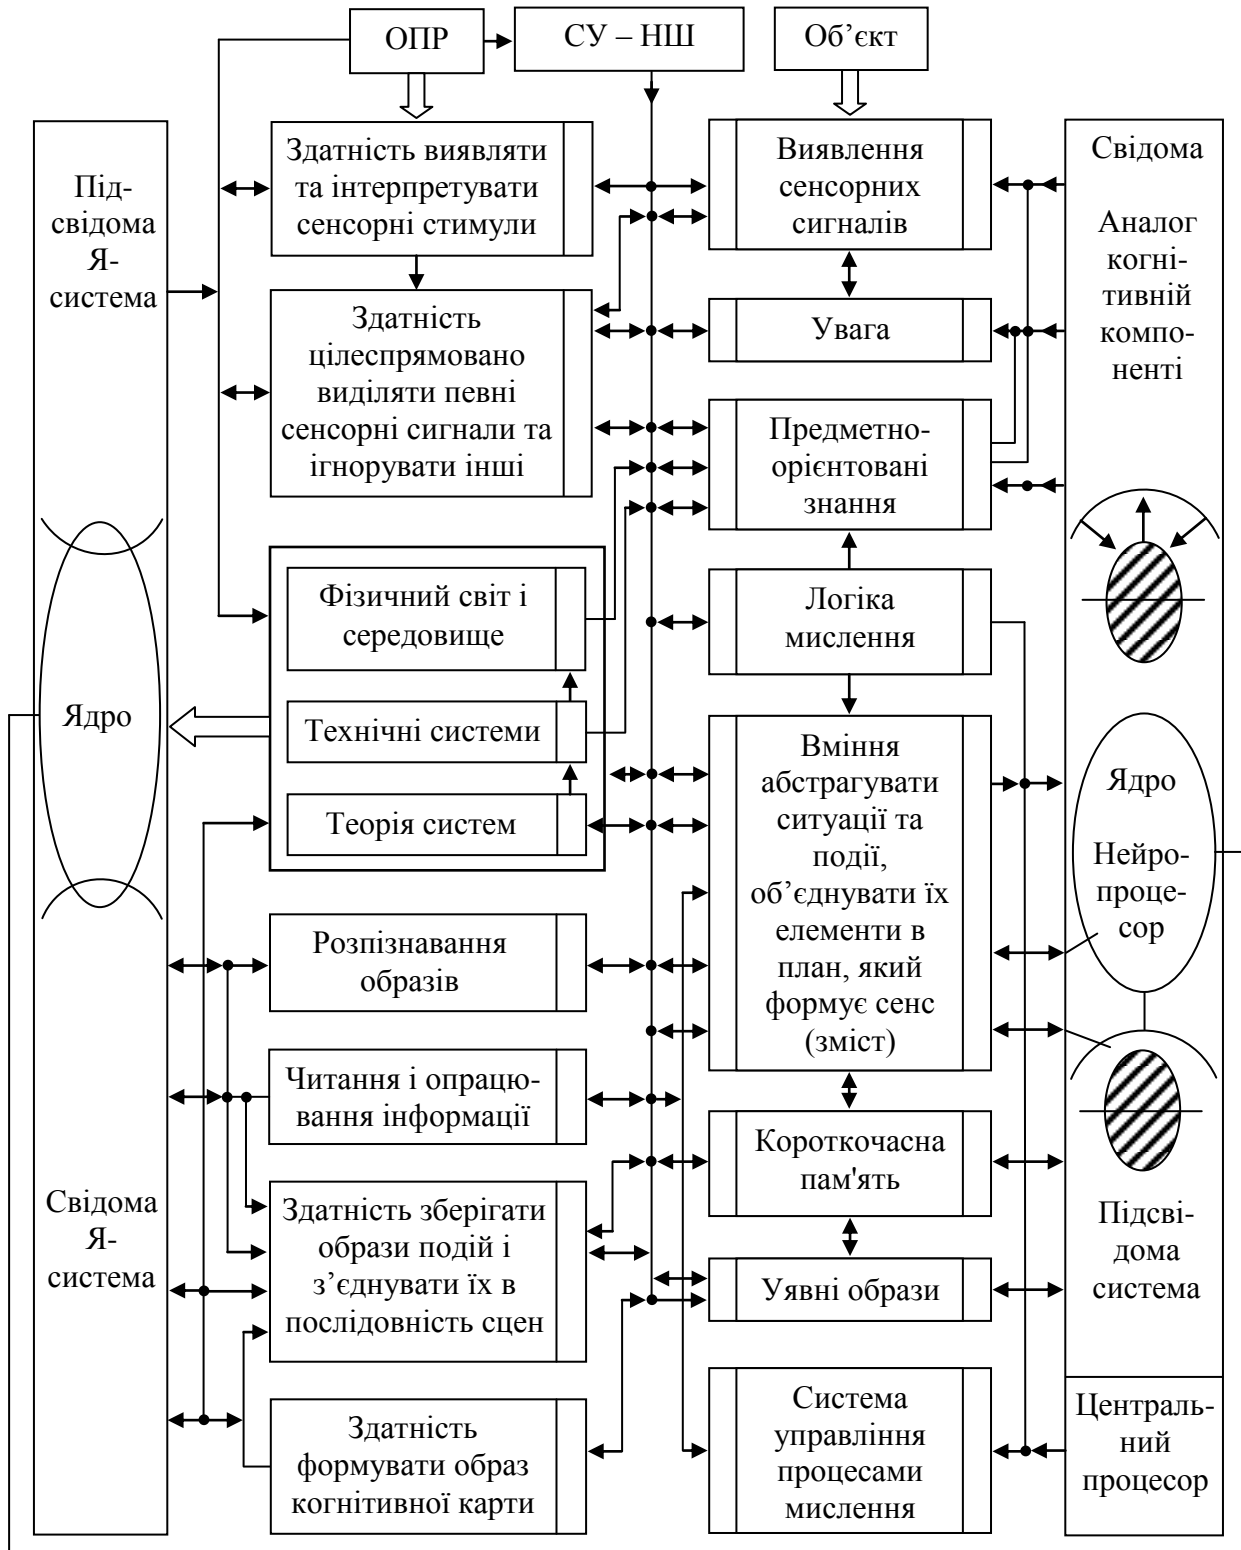 ОПР
СУ – НШ
Об’єкт
Під-
свідома
Я-
система
Ядро
Свідома
Я-
система
Здатність виявляти
та інтерпретувати
сенсорні стимули
Здатність
цілеспрямовано
виділяти певні
сенсорні сигнали та
ігнорувати інші
Фізичний світ і
середовище
Технічні системи
Теорія систем
Розпізнавання
образів
Читання і опрацю-
вання інформації
Здатність зберігати
образи подій і
з’єднувати їх в
послідовність сцен
Здатність
формувати образ
когнітивної карти
Виявлення
сенсорних
сигналів
Увага
Предметно-
орієнтовані
знання
Логіка
мислення
Вміння
абстрагувати
ситуації та
події,
об’єднувати їх
елементи в
план, який
формує сенс
(зміст)
Короткочасна
пам'ять
Уявні образи
Система
управління
процесами
мислення
Свідома
Аналог
когні-
тивній
компо-
ненті
Ядро
Нейро-
проце-
сор
Підсві-
дома
система
Централь-
ний
процесор